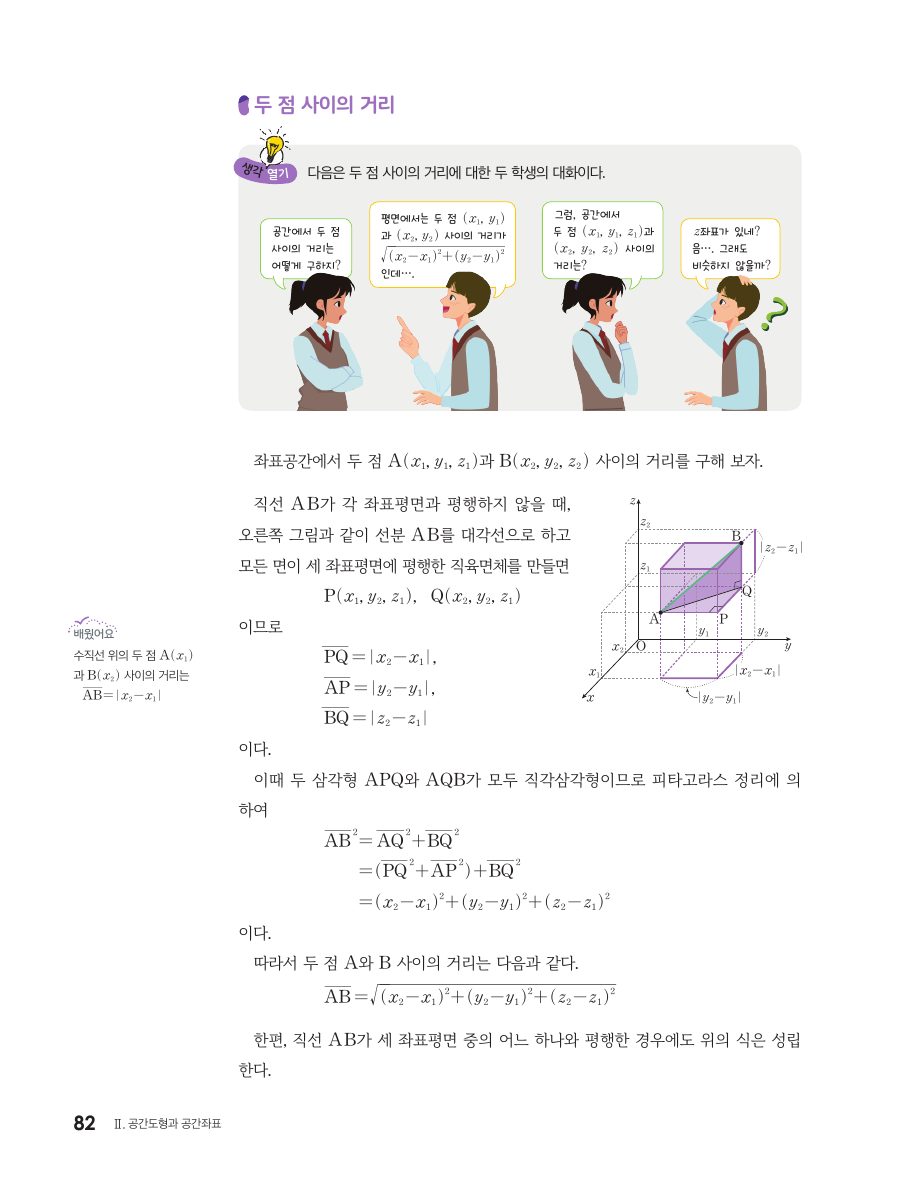 두 점 사이의 거리
생각 열기
다음은 두 점 사이의 거리에 대한 두 학생의 대화이다.
공간에서 두 점
사이의 거리는
어떻게 구하지?
평면에서는 두 점 (x₁, y₁)
과 (x₂, y₂) 사이의 거리가
√((x₂−x₁)²+(y₂−y₁)²)
인데….
그럼, 공간에서
두 점 (x₁, y₁, z₁)과
(x₂, y₂, z₂) 사이의
거리는?
z좌표가 있네?
음…. 그래도
비슷하지 않을까?
?
좌표공간에서 두 점 A(x₁, y₁, z₁)과 B(x₂, y₂, z₂) 사이의 거리를 구해 보자.
직선 AB가 각 좌표평면과 평행하지 않을 때,
오른쪽 그림과 같이 선분 AB를 대각선으로 하고
모든 면이 세 좌표평면에 평행한 직육면체를 만들면
P(x₁, y₂, z₁), Q(x₂, y₂, z₁)
이므로
P̅Q̅=|x₂−x₁|,
A̅P̅=|y₂−y₁|,
B̅Q̅=|z₂−z₁|
이다.
z
z₂
B
|z₂−z₁|
z₁
Q
A
P
y₁
y₂
x₂
O
y
x₁
|x₂−x₁|
x
|y₂−y₁|
배웠어요
수직선 위의 두 점 A(x₁)
과 B(x₂) 사이의 거리는
A̅B̅=|x₂−x₁|
이때 두 삼각형 APQ와 AQB가 모두 직각삼각형이므로 피타고라스 정리에 의
하여
A̅B̅²=A̅Q̅²+B̅Q̅²
=(P̅Q̅²+A̅P̅²)+B̅Q̅²
=(x₂−x₁)²+(y₂−y₁)²+(z₂−z₁)²
이다.
따라서 두 점 A와 B 사이의 거리는 다음과 같다.
A̅B̅=√((x₂−x₁)²+(y₂−y₁)²+(z₂−z₁)²)
한편, 직선 AB가 세 좌표평면 중의 어느 하나와 평행한 경우에도 위의 식은 성립
한다.
82 Ⅱ. 공간도형과 공간좌표